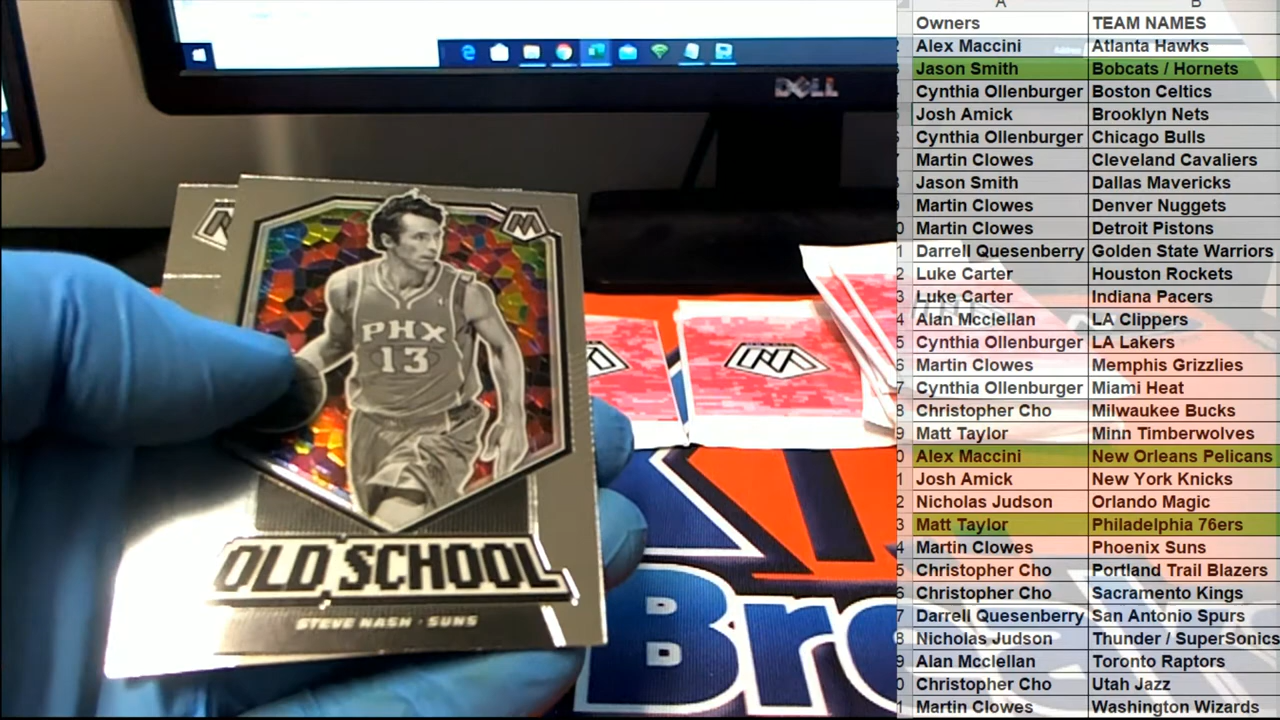 DELL
PHX
13
OLD SCHOOL
STEVE NASH · SUNS
Bre
A B
Owners TEAM NAMES
Alex Maccini Atlanta Hawks
Jason Smith Bobcats / Hornets
Cynthia Ollenburger Boston Celtics
Josh Amick Brooklyn Nets
Cynthia Ollenburger Chicago Bulls
Martin Clowes Cleveland Cavaliers
Jason Smith Dallas Mavericks
Martin Clowes Denver Nuggets
Martin Clowes Detroit Pistons
Darrell Quesenberry Golden State Warriors
Luke Carter Houston Rockets
Luke Carter Indiana Pacers
Alan Mcclellan LA Clippers
Cynthia Ollenburger LA Lakers
Martin Clowes Memphis Grizzlies
Cynthia Ollenburger Miami Heat
Christopher Cho Milwaukee Bucks
Matt Taylor Minn Timberwolves
Alex Maccini New Orleans Pelicans
Josh Amick New York Knicks
Nicholas Judson Orlando Magic
Matt Taylor Philadelphia 76ers
Martin Clowes Phoenix Suns
Christopher Cho Portland Trail Blazers
Christopher Cho Sacramento Kings
Darrell Quesenberry San Antonio Spurs
Nicholas Judson Thunder / SuperSonics
Alan Mcclellan Toronto Raptors
Christopher Cho Utah Jazz
Martin Clowes Washington Wizards